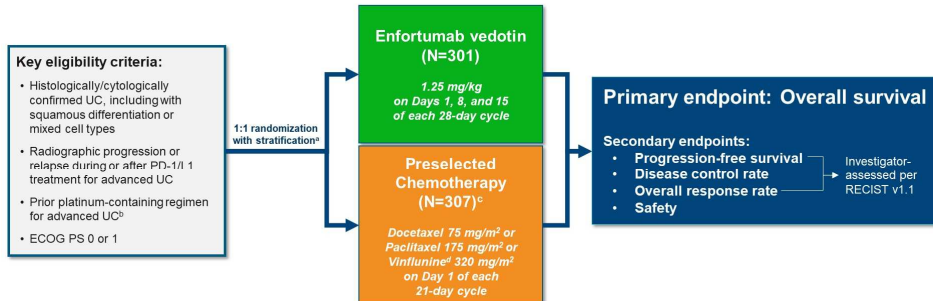 Key eligibility criteria:
• Histologically/cytologically
confirmed UC, including with
squamous differentiation or
mixed cell types
• Radiographic progression or
relapse during or after PD-1/L1
treatment for advanced UC
• Prior platinum-containing regimen
for advanced UCᵇ
• ECOG PS 0 or 1
1:1 randomization
with stratificationᵃ
Enfortumab vedotin
(N=301)
1.25 mg/kg
on Days 1, 8, and 15
of each 28-day cycle
Preselected
Chemotherapy
(N=307)ᶜ
Docetaxel 75 mg/m² or
Paclitaxel 175 mg/m² or
Vinflunineᵈ 320 mg/m²
on Day 1 of each
21-day cycle
Primary endpoint: Overall survival
Secondary endpoints:
• Progression-free survival
• Disease control rate
• Overall response rate
• Safety
Investigator-
assessed per
RECIST v1.1